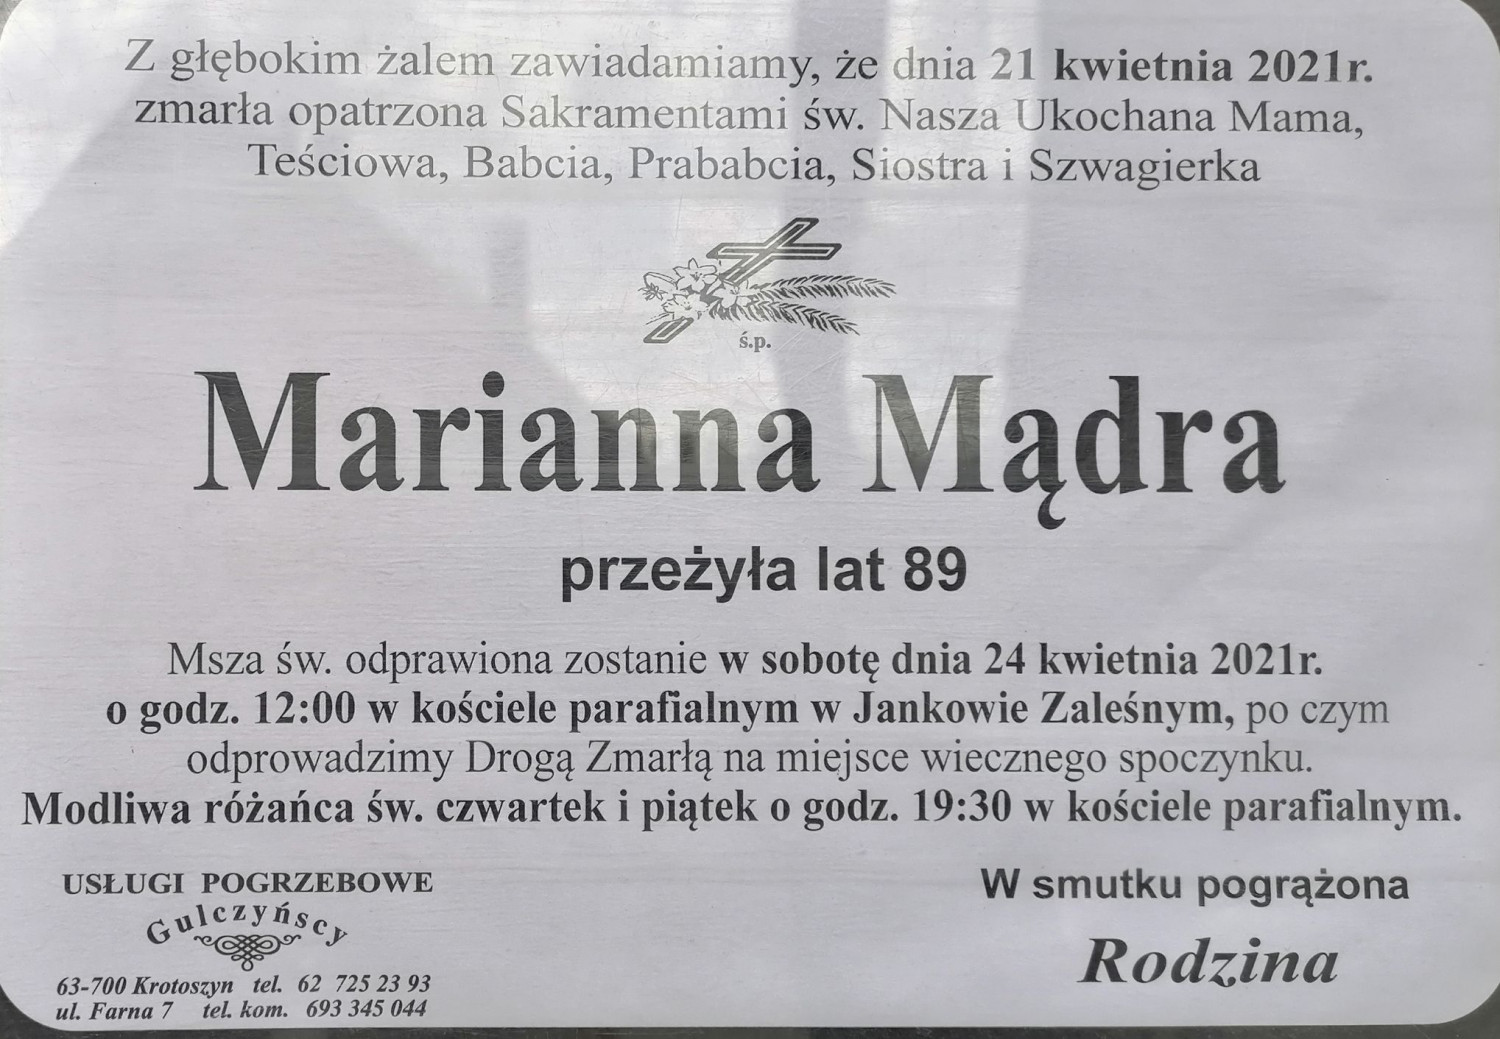 Z głębokim żalem zawiadamiamy, że dnia 21 kwietnia 2021r.
zmarła opatrzona Sakramentami św. Nasza Ukochana Mama,
Teściowa, Babcia, Prababcia, Siostra i Szwagierka
ś.p.
Marianna Mądra
przeżyła lat 89
Msza św. odprawiona zostanie w sobotę dnia 24 kwietnia 2021r.
o godz. 12:00 w kościele parafialnym w Jankowie Zaleśnym, po czym
odprowadzimy Drogą Zmarłą na miejsce wiecznego spoczynku.
Modliwa różańca św. czwartek i piątek o godz. 19:30 w kościele parafialnym.
USŁUGI POGRZEBOWE
Gulczyńscy
63-700 Krotoszyn tel. 62 725 23 93
ul. Farna 7 tel. kom. 693 345 044
W smutku pogrążona
Rodzina